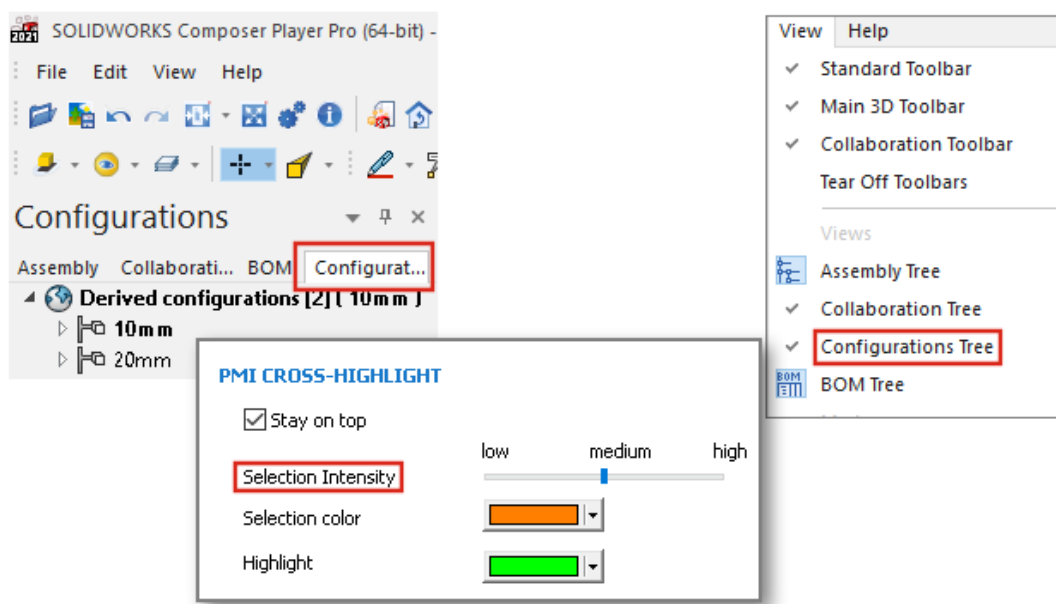 SOLIDWORKS Composer Player Pro (64-bit) -
File Edit View Help
Configurations
Assembly Collaborati... BOM Configurat...
Derived configurations [2] ( 10mm )
10mm
20mm
PMI CROSS-HIGHLIGHT
Stay on top
low medium high
Selection Intensity
Selection color
Highlight
View Help
Standard Toolbar
Main 3D Toolbar
Collaboration Toolbar
Tear Off Toolbars
Views
Assembly Tree
Collaboration Tree
Configurations Tree
BOM BOM Tree